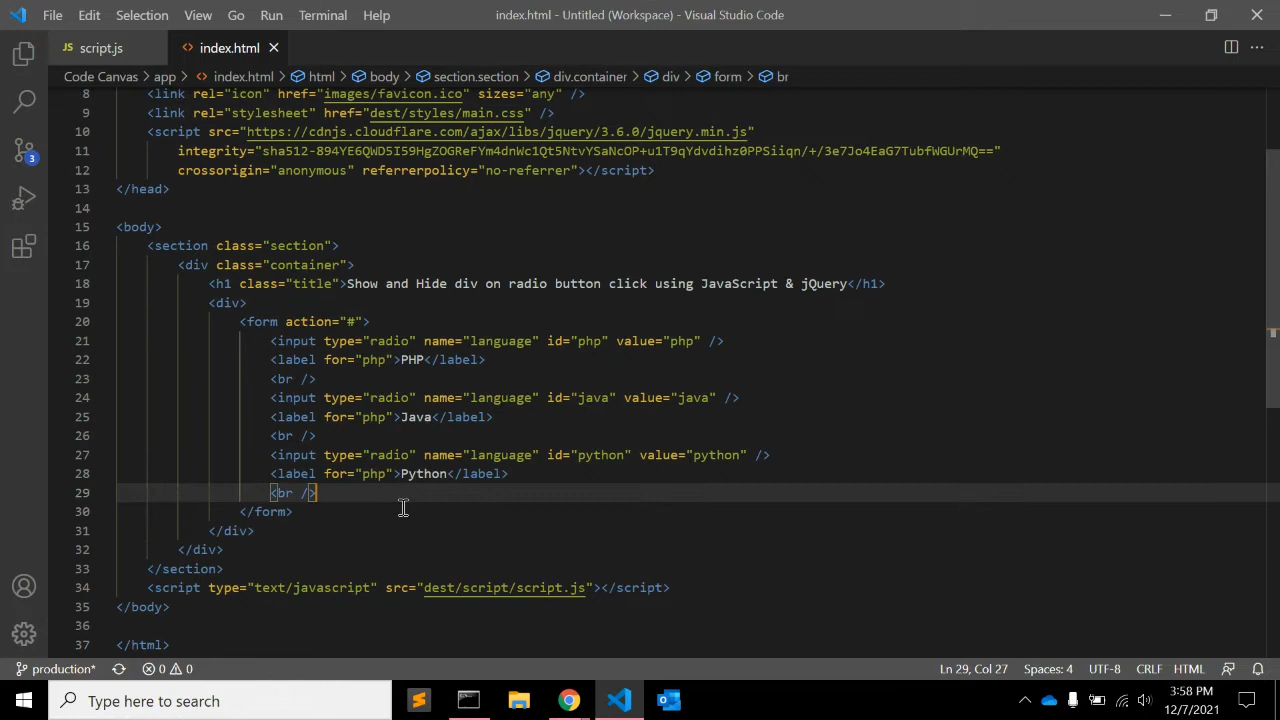 File Edit Selection View Go Run Terminal Help index.html - Untitled (Workspace) - Visual Studio Code
JS script.js <> index.html
Code Canvas > app > <> index.html > html > body > section.section > div.container > div > form > br
8 <link rel="icon" href="images/favicon.ico" sizes="any" />
9 <link rel="stylesheet" href="dest/styles/main.css" />
10 <script src="https://cdnjs.cloudflare.com/ajax/libs/jquery/3.6.0/jquery.min.js"
11 integrity="sha512-894YE6QWD5I59HgZOGReFYm4dnWc1Qt5NtvYSaNcOP+u1T9qYdvdihz0PPSiiqn/+/3e7Jo4EaG7TubfWGUrMQ=="
12 crossorigin="anonymous" referrerpolicy="no-referrer"></script>
13 </head>
14
15 <body>
16 <section class="section">
17 <div class="container">
18 <h1 class="title">Show and Hide div on radio button click using JavaScript & jQuery</h1>
19 <div>
20 <form action="#">
21 <input type="radio" name="language" id="php" value="php" />
22 <label for="php">PHP</label>
23 <br />
24 <input type="radio" name="language" id="java" value="java" />
25 <label for="php">Java</label>
26 <br />
27 <input type="radio" name="language" id="python" value="python" />
28 <label for="php">Python</label>
29 <br />
30 </form>
31 </div>
32 </div>
33 </section>
34 <script type="text/javascript" src="dest/script/script.js"></script>
35 </body>
36
37 </html>
3
production* 0 0 Ln 29, Col 27 Spaces: 4 UTF-8 CRLF HTML
Type here to search
3:58 PM
12/7/2021